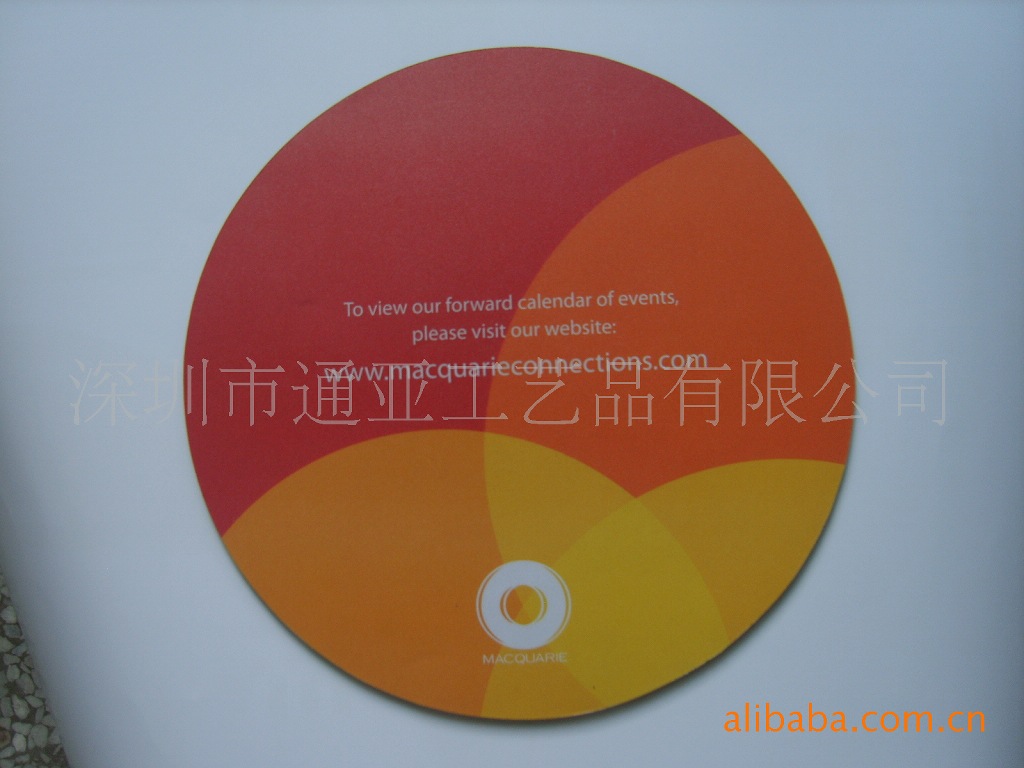 To view our forward calendar of events,
please visit our website:
www.macquarieconnections.com
深圳市通亚工艺品有限公司
MACQUARIE
alibaba.com.cn